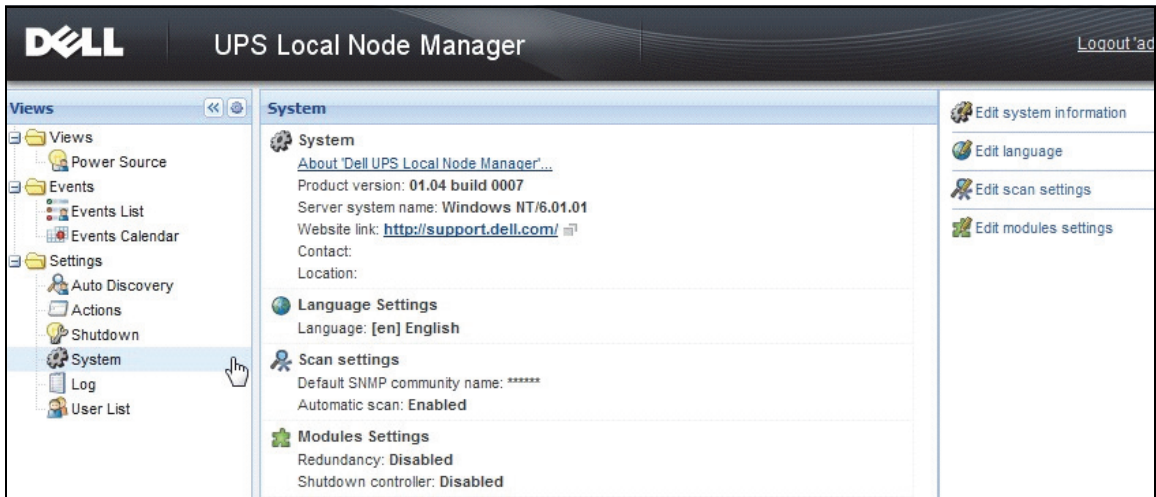 DELL
UPS Local Node Manager
Logout 'ad
Views
Views
Power Source
Events
Events List
Events Calendar
Settings
Auto Discovery
Actions
Shutdown
System
Log
User List
System
System
About 'Dell UPS Local Node Manager'...
Product version: 01.04 build 0007
Server system name: Windows NT/6.01.01
Website link: http://support.dell.com/
Contact:
Location:
Language Settings
Language: [en] English
Scan settings
Default SNMP community name: ******
Automatic scan: Enabled
Modules Settings
Redundancy: Disabled
Shutdown controller: Disabled
Edit system information
Edit language
Edit scan settings
Edit modules settings